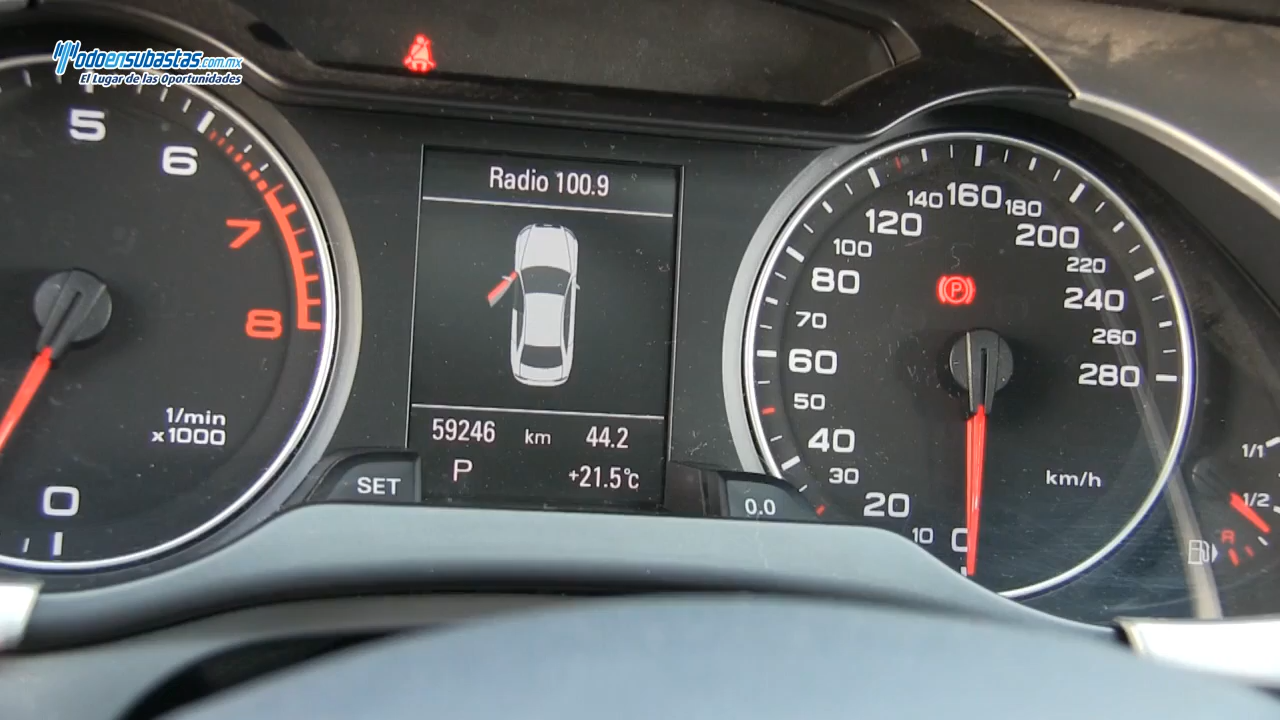 odoensubastas.com.mx
El Lugar de las Oportunidades
5
6
7
8
1/min
x1000
0
SET
Radio 100.9
59246 km 44.2
P +21.5°C
0.0
0
10
20
30
40
50
60
70
80
100
120
140
160
180
200
220
240
260
280
P
km/h
1/1
1/2
R